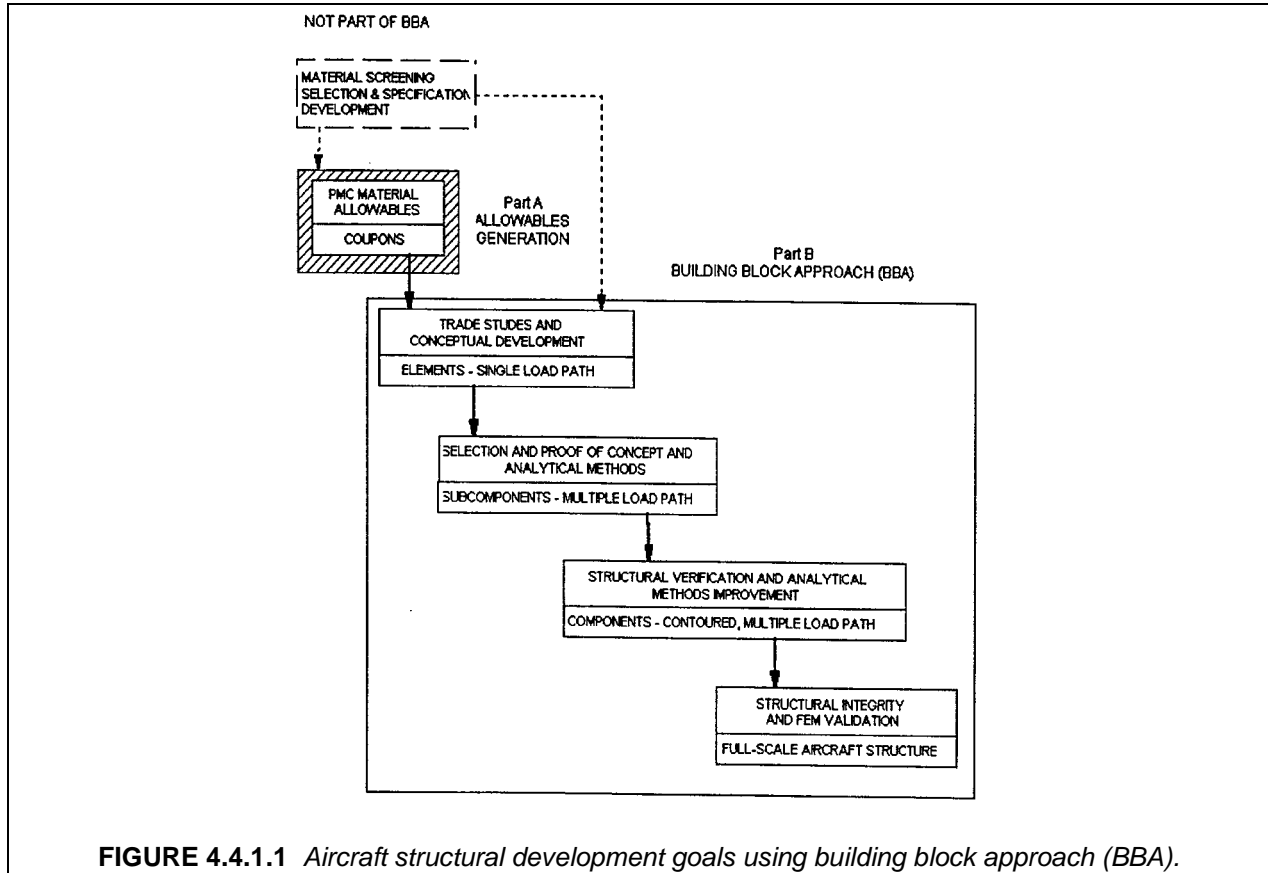 NOT PART OF BBA
MATERIAL SCREENING
SELECTION & SPECIFICATION
DEVELOPMENT
PMC MATERIAL
ALLOWABLES
COUPONS
Part A
ALLOWABLES
GENERATION
Part B
BUILDING BLOCK APPROACH (BBA)
TRADE STUDES AND
CONCEPTUAL DEVELOPMENT
ELEMENTS - SINGLE LOAD PATH
SELECTION AND PROOF OF CONCEPT AND
ANALYTICAL METHODS
SUBCOMPONENTS - MULTIPLE LOAD PATH
STRUCTURAL VERIFICATION AND ANALYTICAL
METHODS IMPROVEMENT
COMPONENTS - CONTOURED, MULTIPLE LOAD PATH
STRUCTURAL INTEGRITY
AND FEM VALIDATION
FULL-SCALE AIRCRAFT STRUCTURE
FIGURE 4.4.1.1 Aircraft structural development goals using building block approach (BBA).